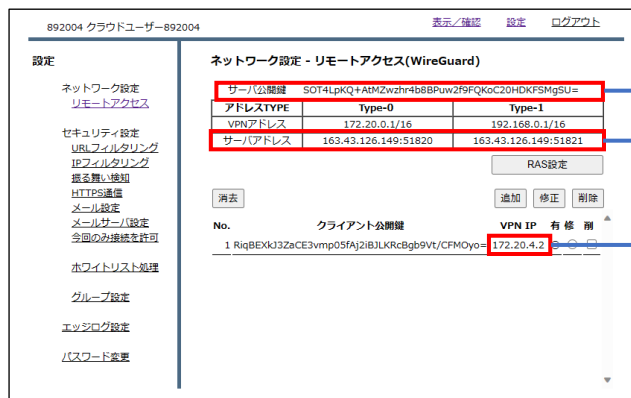 892004 クラウドユーザー892004
表示／確認 設定 ログアウト
設定
ネットワーク設定
リモートアクセス
セキュリティ設定
URLフィルタリング
IPフィルタリング
振る舞い検知
HTTPS通信
メール設定
メールサーバ設定
今回のみ接続を許可
ホワイトリスト処理
グループ設定
エッジログ設定
パスワード変更
ネットワーク設定 - リモートアクセス(WireGuard)
サーバ公開鍵 SOT4LpKQ+AtMZwzhr4b8BPuw2f9FQKoC20HDKFSMgSU=
アドレスTYPE Type-0 Type-1
VPNアドレス 172.20.0.1/16 192.168.0.1/16
サーバアドレス 163.43.126.149:51820 163.43.126.149:51821
RAS設定
消去 追加 修正 削除
No. クライアント公開鍵 VPN IP 有 修 削
1 RiqBEXkJ3ZaCE3vmp05fAj2iBJLKRcBgb9Vt/CFMOyo= 172.20.4.2